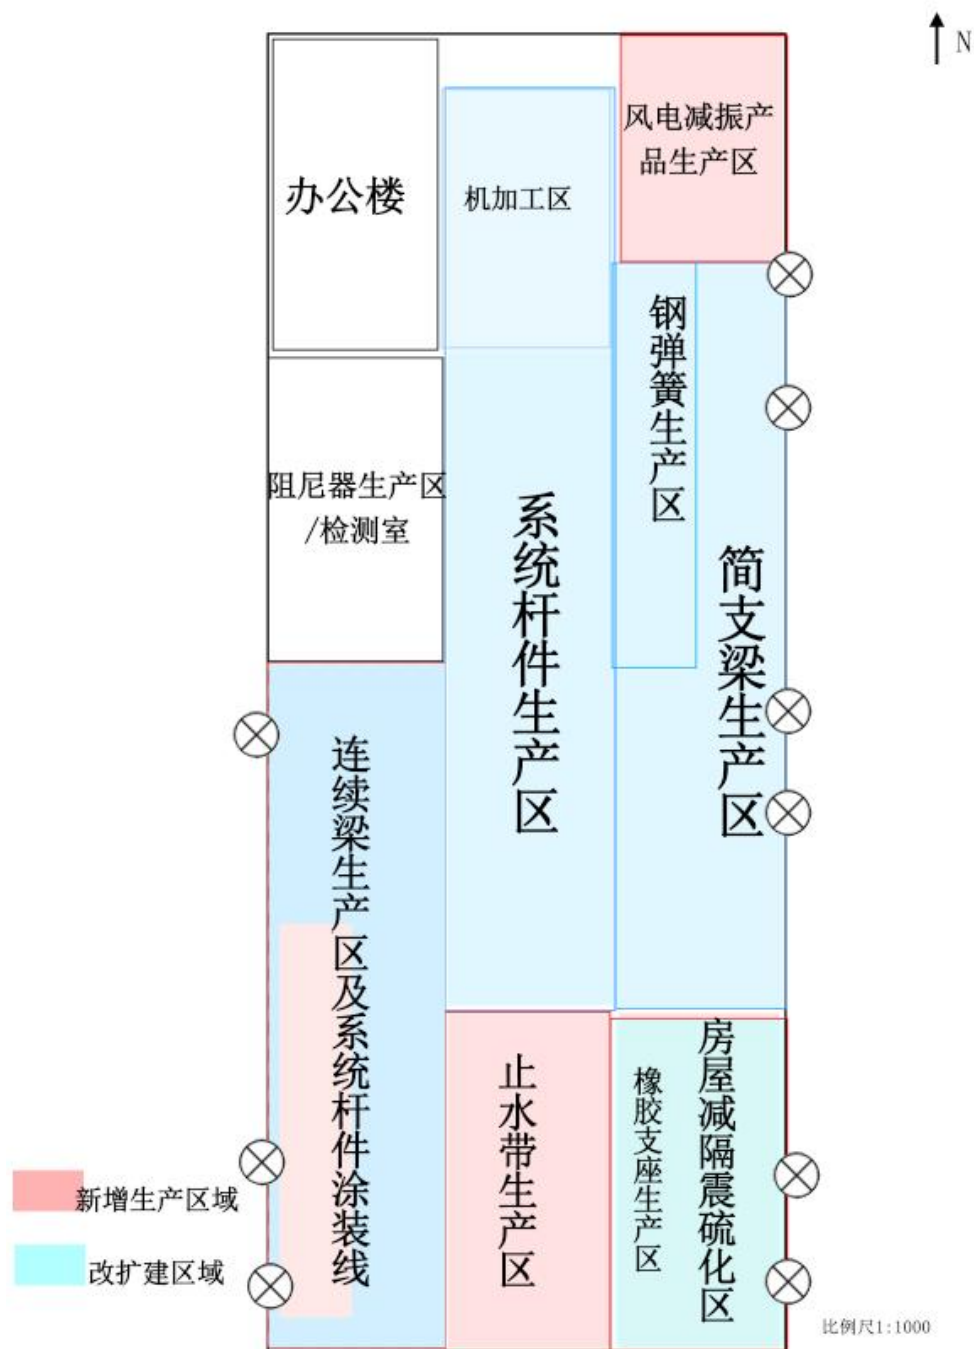 N
办公楼
机加工区
风电减振产
品生产区
钢弹簧生产区
阻尼器生产区
/检测室
系统杆件生产区
简支梁生产区
连续梁生产区及系统杆件涂装线
止水带生产区
橡胶支座生产区
房屋减隔震硫化区
新增生产区域
改扩建区域
比例尺1:1000